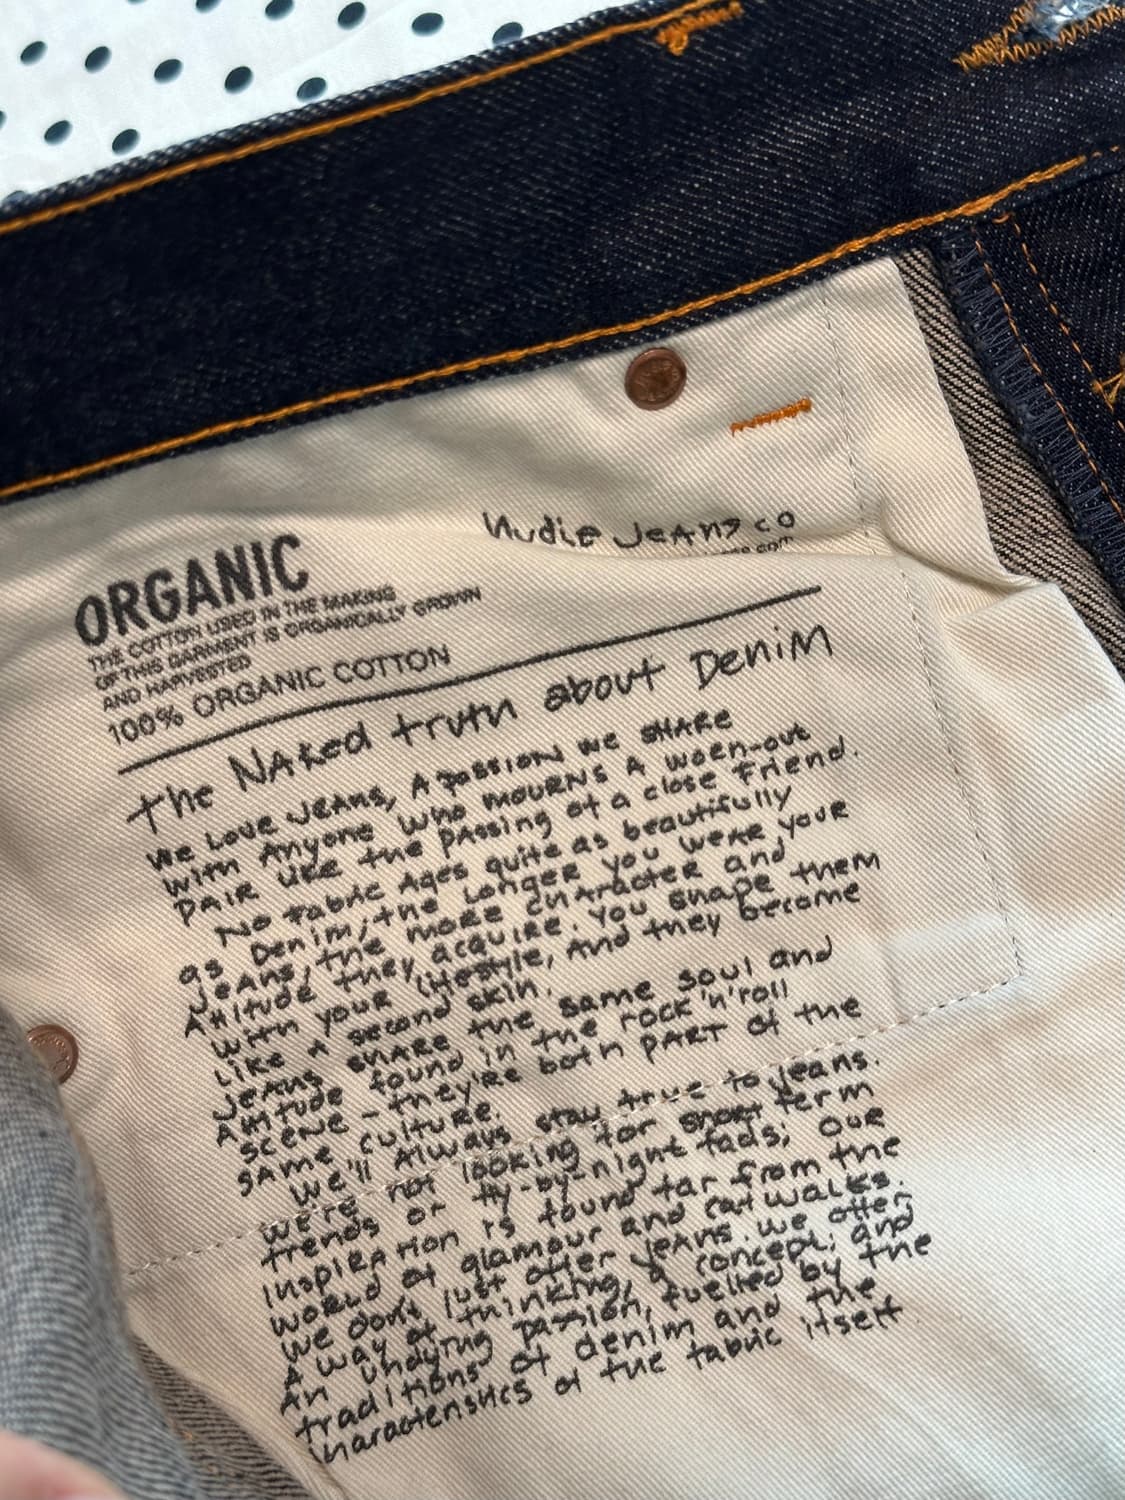 Nudie Jeans co
ORGANIC
THE COTTON USED IN THE MAKING
OF THIS GARMENT IS ORGANICALLY GROWN
AND HARVESTED
100% ORGANIC COTTON
the NAked truth about Denim
We Love JEAns, A passion we SHARe
with Anyone who mourns A worn-out
pair like the passing of a close friend.
No fabric Ages quite as beautifully
as Denim; the longer you weAR your
JeAns, the more character and
Attitude they acquire. You shape them
with your lifestyle, And they become
like A second skin.
Jeans shARe the same soul and
Attitude found in the rock'n'roll
scene - they're both PART of the
same culture.
We'll Always stay true to jeans.
we're not looking for short term
trends or fly-by-night fads; our
inspiRAtion is found far from the
world of glamour and catwalks.
We don't just offer jeAns. we offer
A way of thinking, a concept, and
An undying passion, fuelled by the
traditions of denim and the
characteristics of the fabric itself